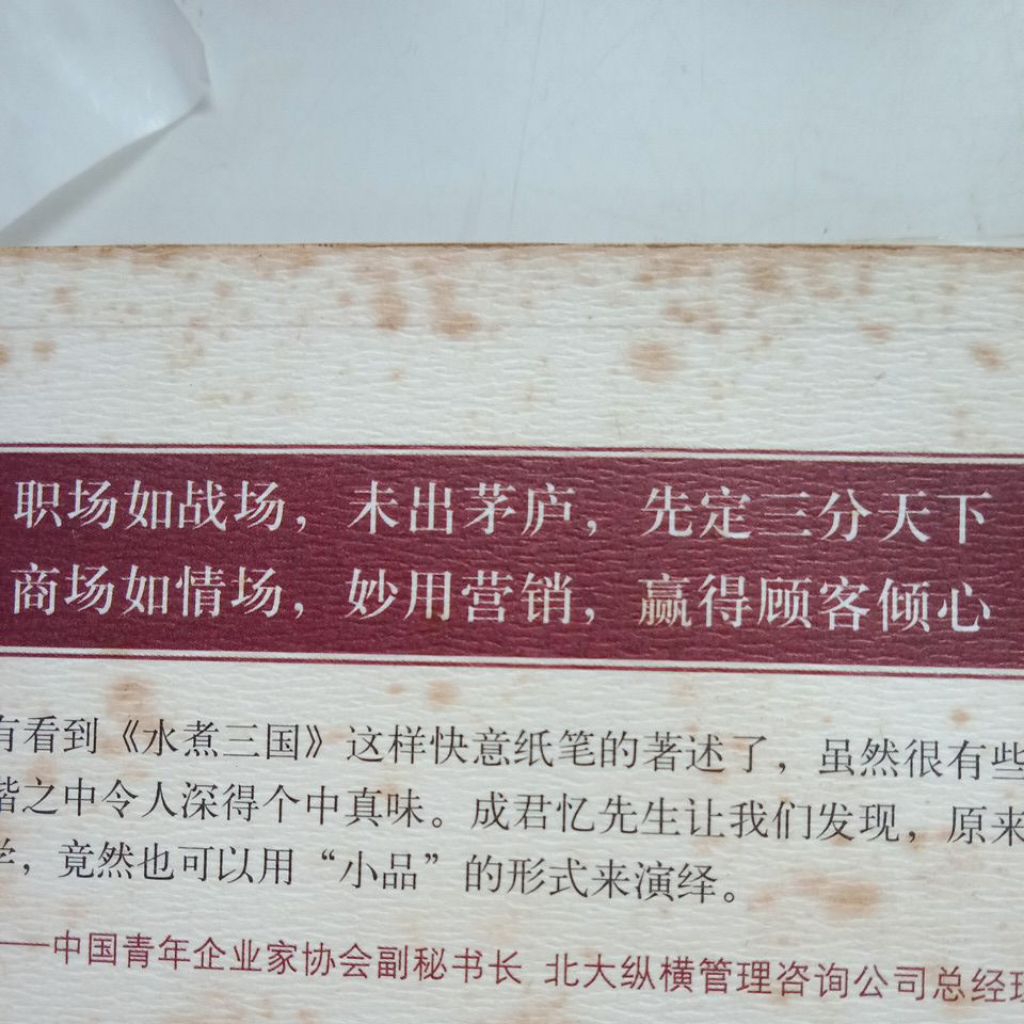 职场如战场，未出茅庐，先定三分天下
商场如情场，妙用营销，赢得顾客倾心
有看到《水煮三国》这样快意纸笔的著述了，虽然很有些
谐之中令人深得个中真味。成君忆先生让我们发现，原来
学，竟然也可以用“小品”的形式来演绎。
——中国青年企业家协会副秘书长 北大纵横管理咨询公司总经理